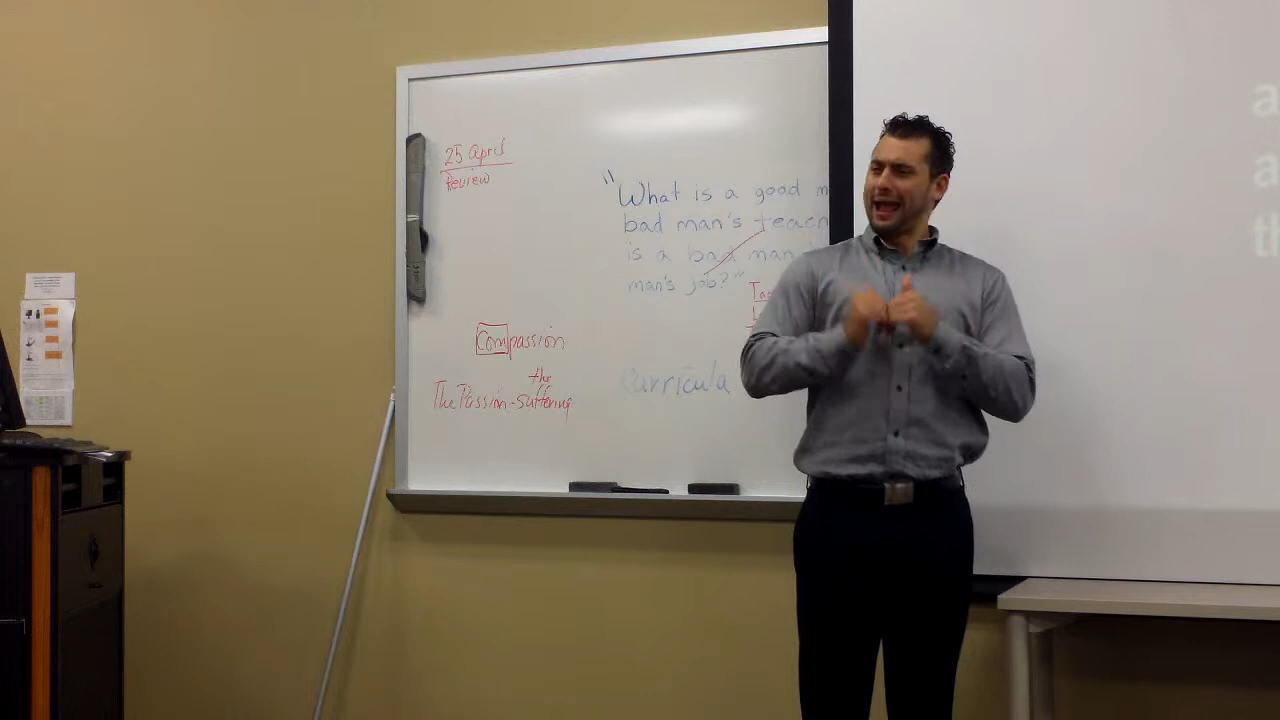 25 April
Review
"What is a good m
bad man's teach
is a bad man
man's job?"
Compassion
the
The Passion-suffering
Curricula
a
a
th